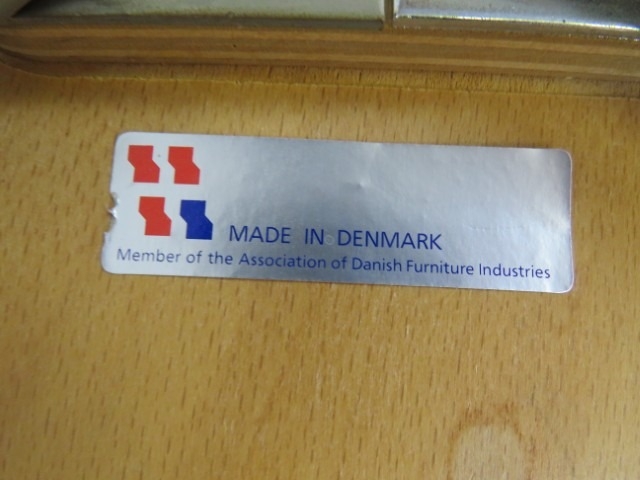 MADE IN DENMARK
Member of the Association of Danish Furniture Industries